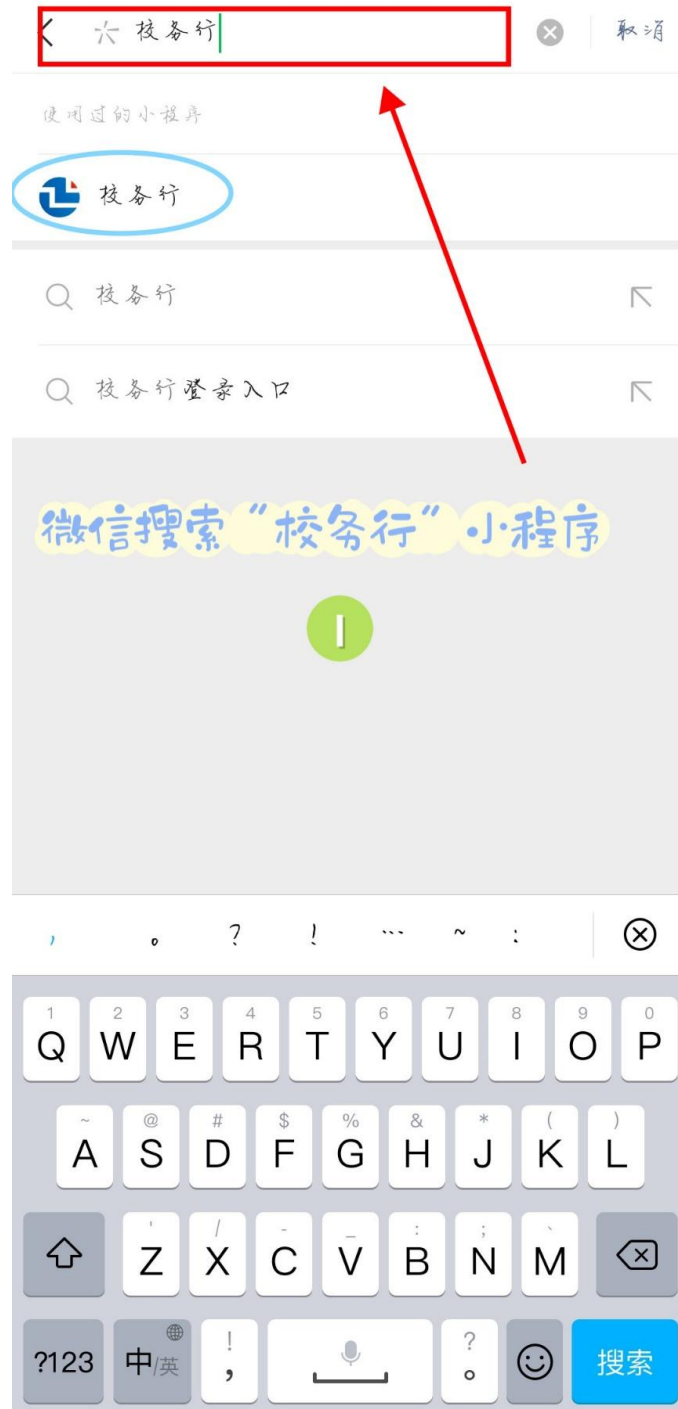 校务行 取消
使用过的小程序
校务行
校务行
校务行登录入口
微信搜索“校务行”小程序
1
, 。 ? ! … ~ :
1 2 3 4 5 6 7 8 9 0
Q W E R T Y U I O P
~ @ # $ % & * ( )
A S D F G H J K L
' / - _ : ; 、
Z X C V B N M
! ?
?123 中/英 , 。 搜索